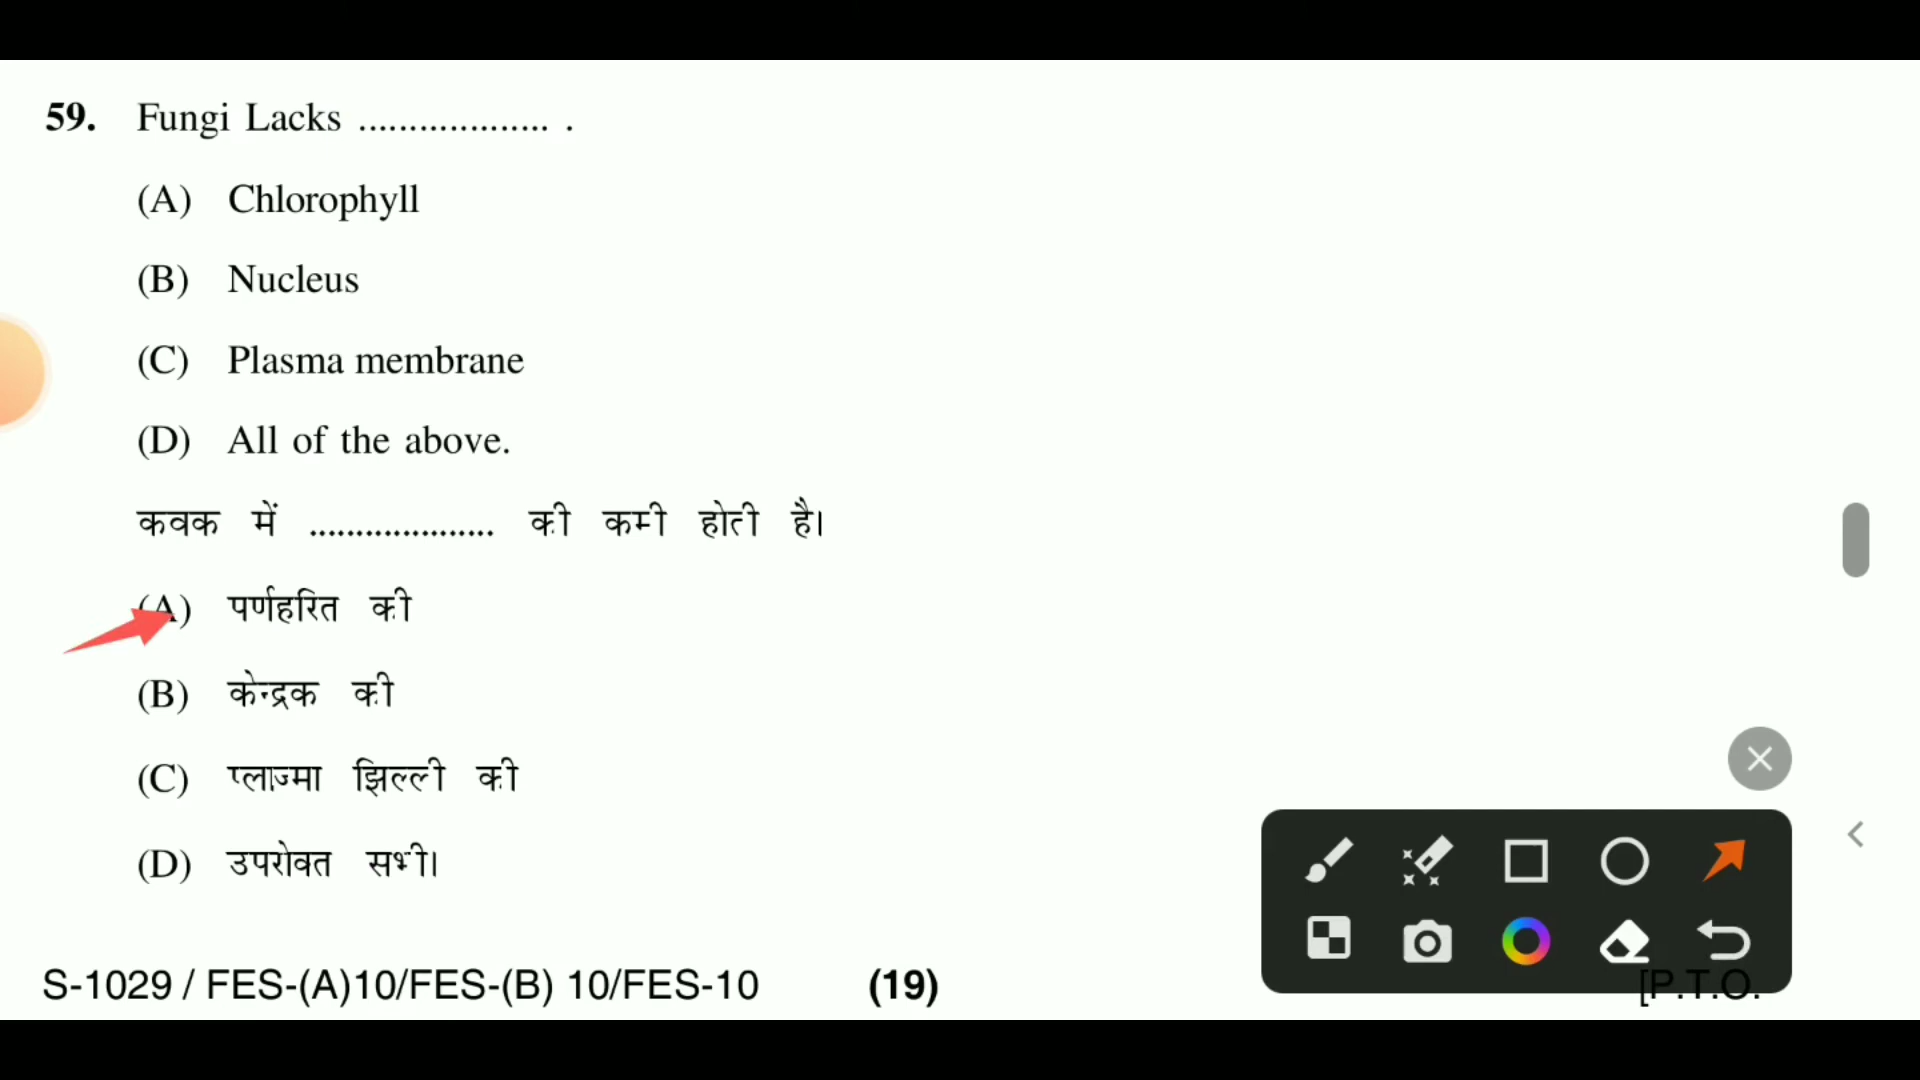 59. Fungi Lacks ................... .
(A) Chlorophyll
(B) Nucleus
(C) Plasma membrane
(D) All of the above.
कवक में .................... की कमी होती है।
(A) पर्णहरित की
(B) केन्द्रक की
(C) प्लाज्मा झिल्ली की
(D) उपरोक्त सभी।
S-1029 / FES-(A)10/FES-(B) 10/FES-10 (19) [P.T.O.